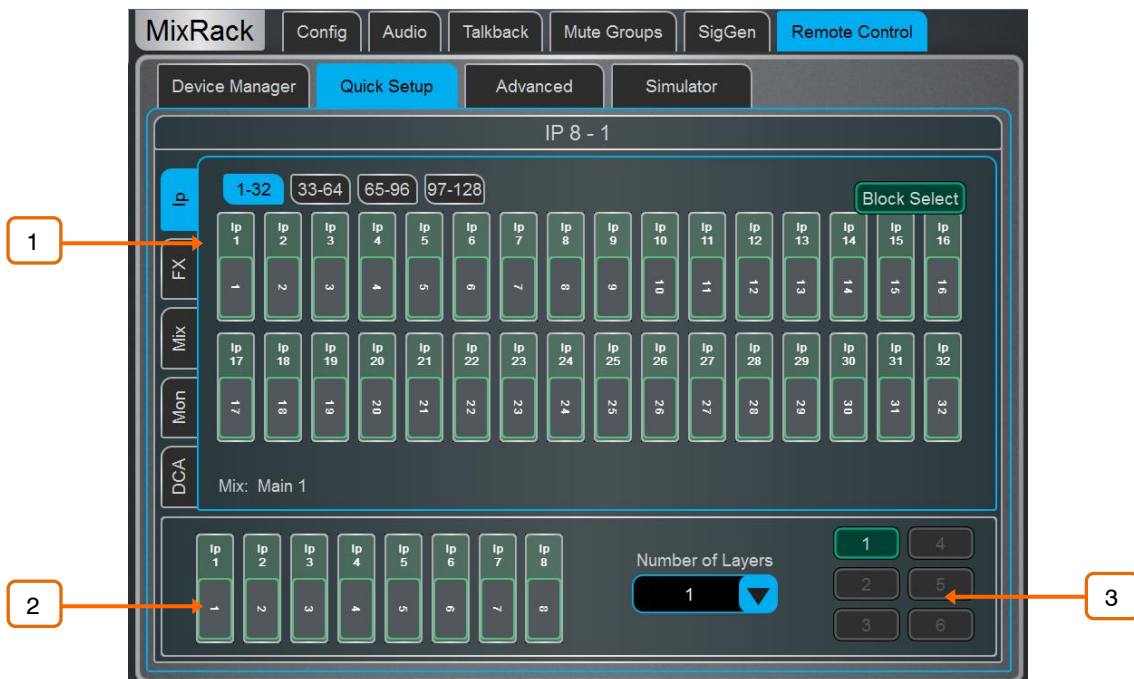 MixRack Config Audio Talkback Mute Groups SigGen Remote Control
Device Manager Quick Setup Advanced Simulator
IP 8 - 1
Ip
FX
Mix
Mon
DCA
1-32 33-64 65-96 97-128
Block Select
Ip Ip Ip Ip Ip Ip Ip Ip Ip Ip Ip Ip Ip Ip Ip Ip
1 2 3 4 5 6 7 8 9 10 11 12 13 14 15 16
1 2 3 4 5 6 7 8 9 10 11 12 13 14 15 16
Ip Ip Ip Ip Ip Ip Ip Ip Ip Ip Ip Ip Ip Ip Ip Ip
17 18 19 20 21 22 23 24 25 26 27 28 29 30 31 32
17 18 19 20 21 22 23 24 25 26 27 28 29 30 31 32
Mix: Main 1
Ip Ip Ip Ip Ip Ip Ip Ip
1 2 3 4 5 6 7 8
1 2 3 4 5 6 7 8
Number of Layers
1
1 4
2 5
3 6
1
2
3